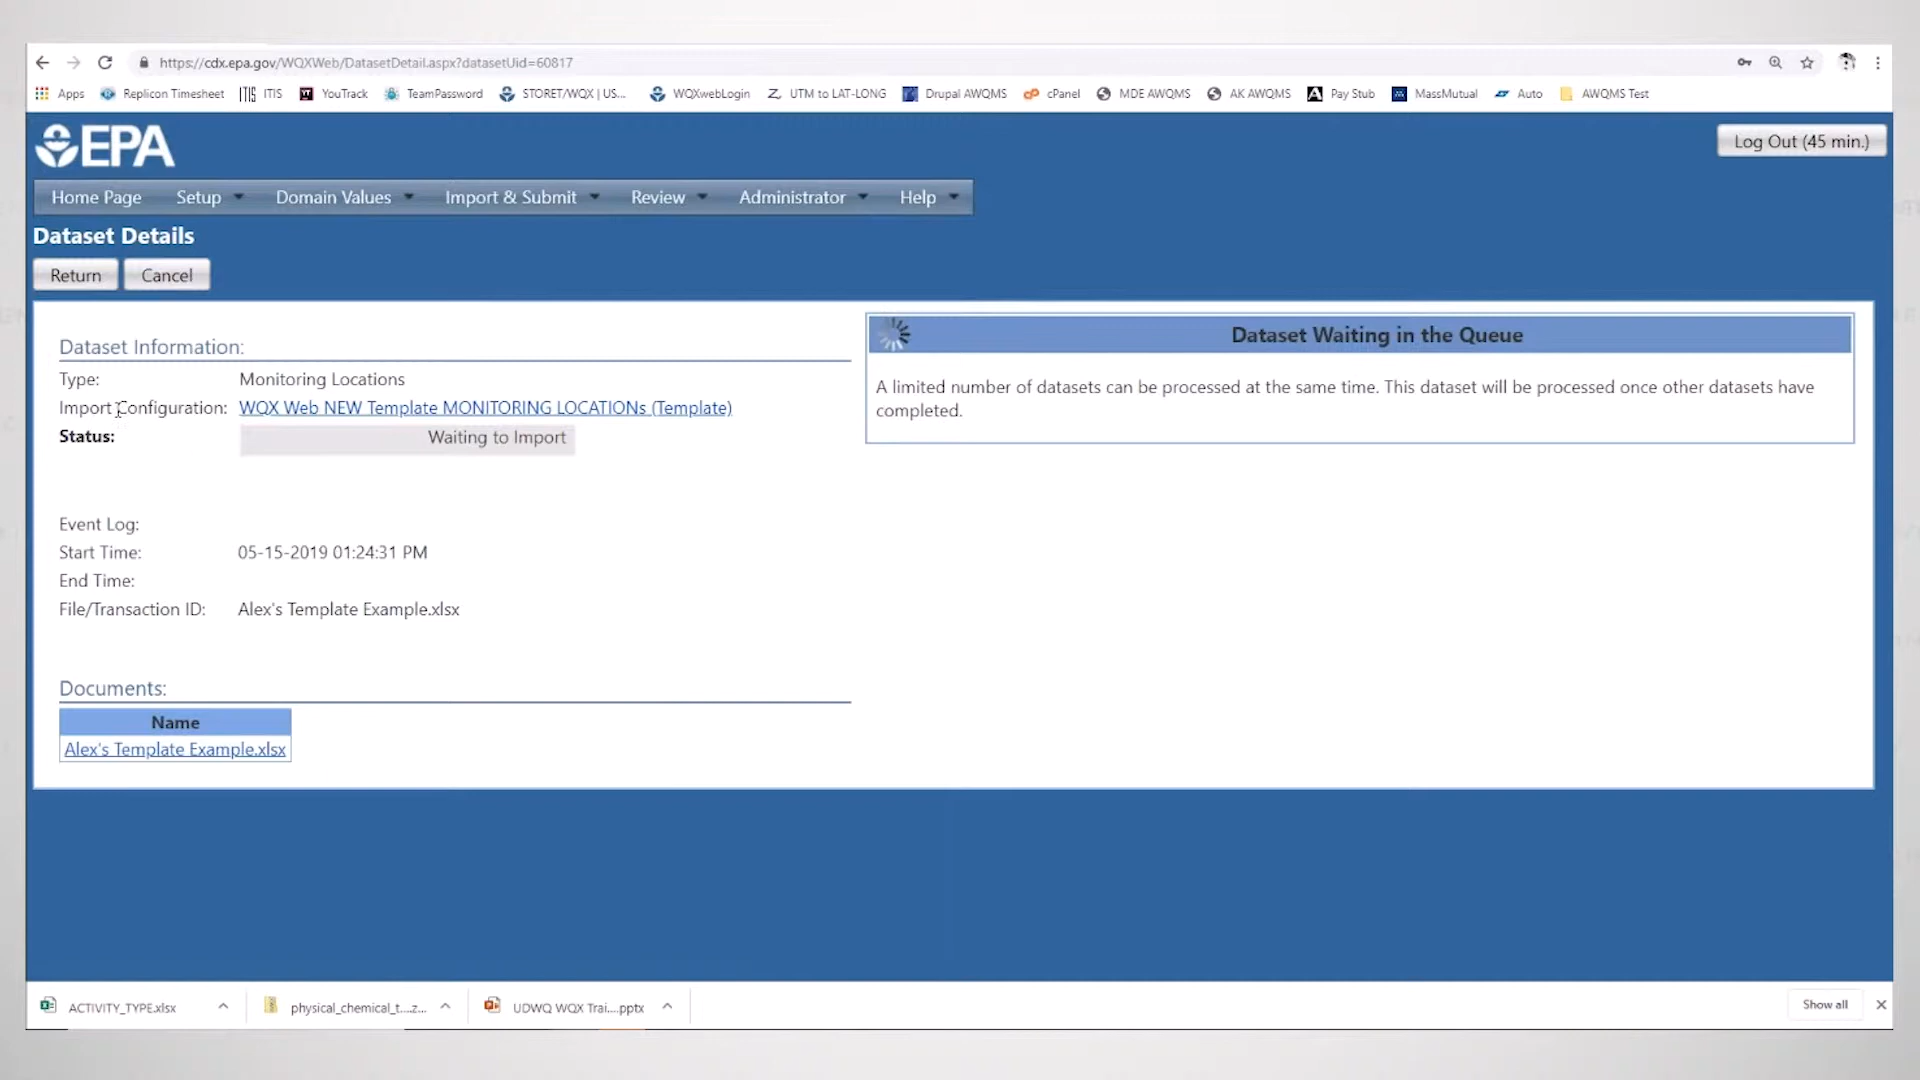 https://cdx.epa.gov/WQXWeb/DatasetDetail.aspx?datasetUid=60817
Apps Replicon Timesheet ITIS YouTrack TeamPassword STORET/WQX | US... WQXwebLogin UTM to LAT-LONG Drupal AWQMS cPanel MDE AWQMS AK AWQMS Pay Stub MassMutual Auto AWQMS Test
EPA
Log Out (45 min.)
Home Page Setup Domain Values Import & Submit Review Administrator Help
Dataset Details
Return Cancel
Dataset Information:
Type: Monitoring Locations
Import Configuration: WQX Web NEW Template MONITORING LOCATIONs (Template)
Status: Waiting to Import
Event Log:
Start Time: 05-15-2019 01:24:31 PM
End Time:
File/Transaction ID: Alex's Template Example.xlsx
Documents:
Name
Alex's Template Example.xlsx
Dataset Waiting in the Queue
A limited number of datasets can be processed at the same time. This dataset will be processed once other datasets have
completed.
ACTIVITY_TYPE.xlsx physical_chemical_t....z... UDWQ WQX Trai....pptx Show all